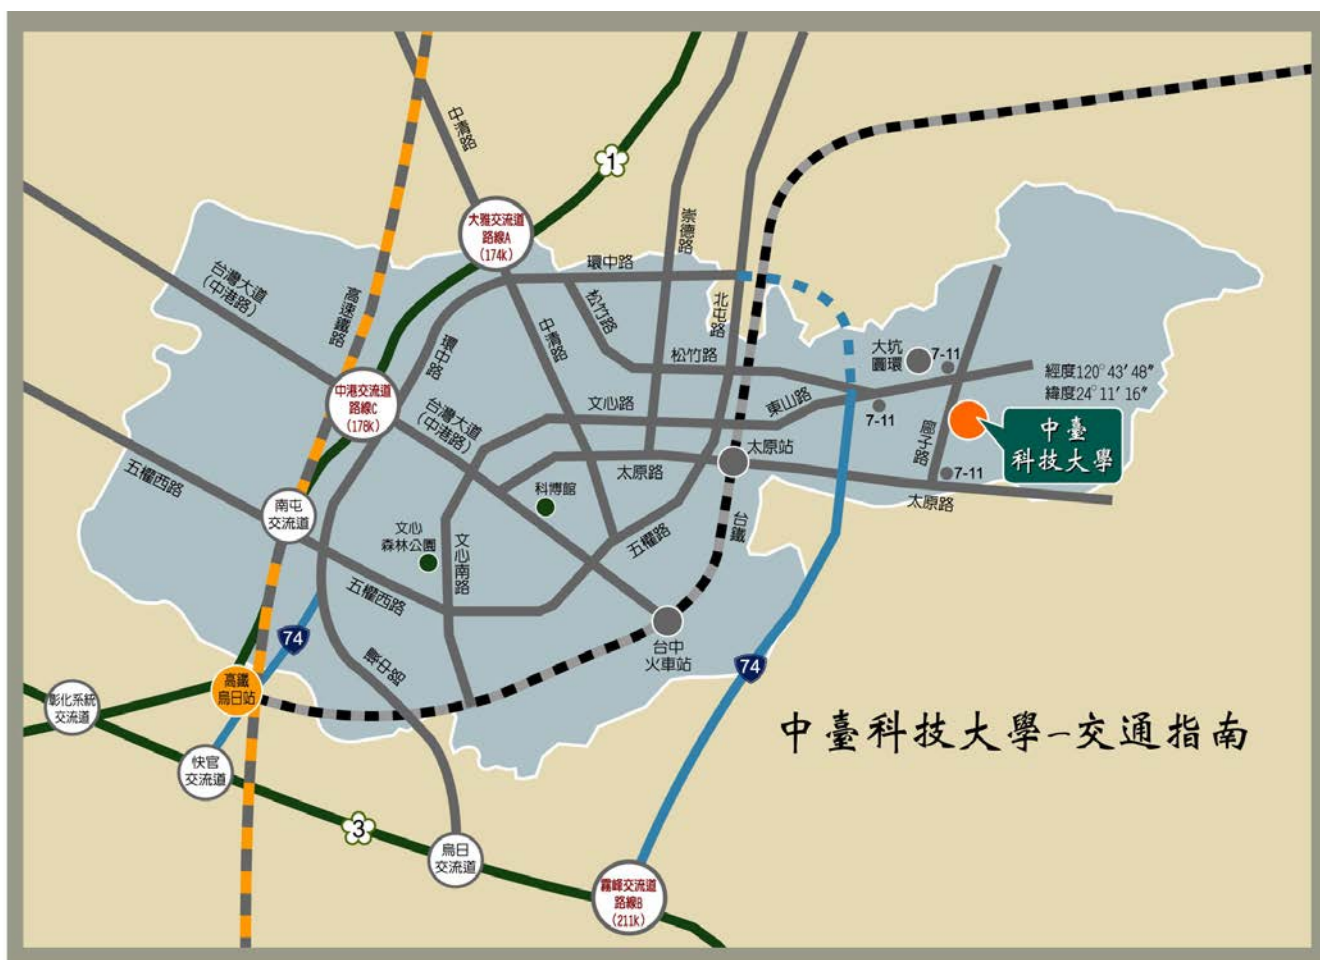 中清路
1
大雅交流道
路線A
(174k)
崇德路
環中路
台灣大道
(中港路)
高速鐵路
松竹路
中清路
北屯路
環中路
松竹路
大坑
圓環
7-11
經度120°43′48″
緯度24°11′16″
中港交流道
路線C
(178k)
台灣大道
(中港路)
文心路
東山路
7-11
廍子路
中臺
科技大學
太原站
太原路
7-11
太原路
五權西路
科博館
南屯
交流道
文心
森林公園
文心南路
五權路
台鐵
五權西路
74
台中
火車站
環中路
74
高鐵
烏日站
彰化系統
交流道
中臺科技大學-交通指南
快官
交流道
3
烏日
交流道
霧峰交流道
路線B
(211k)